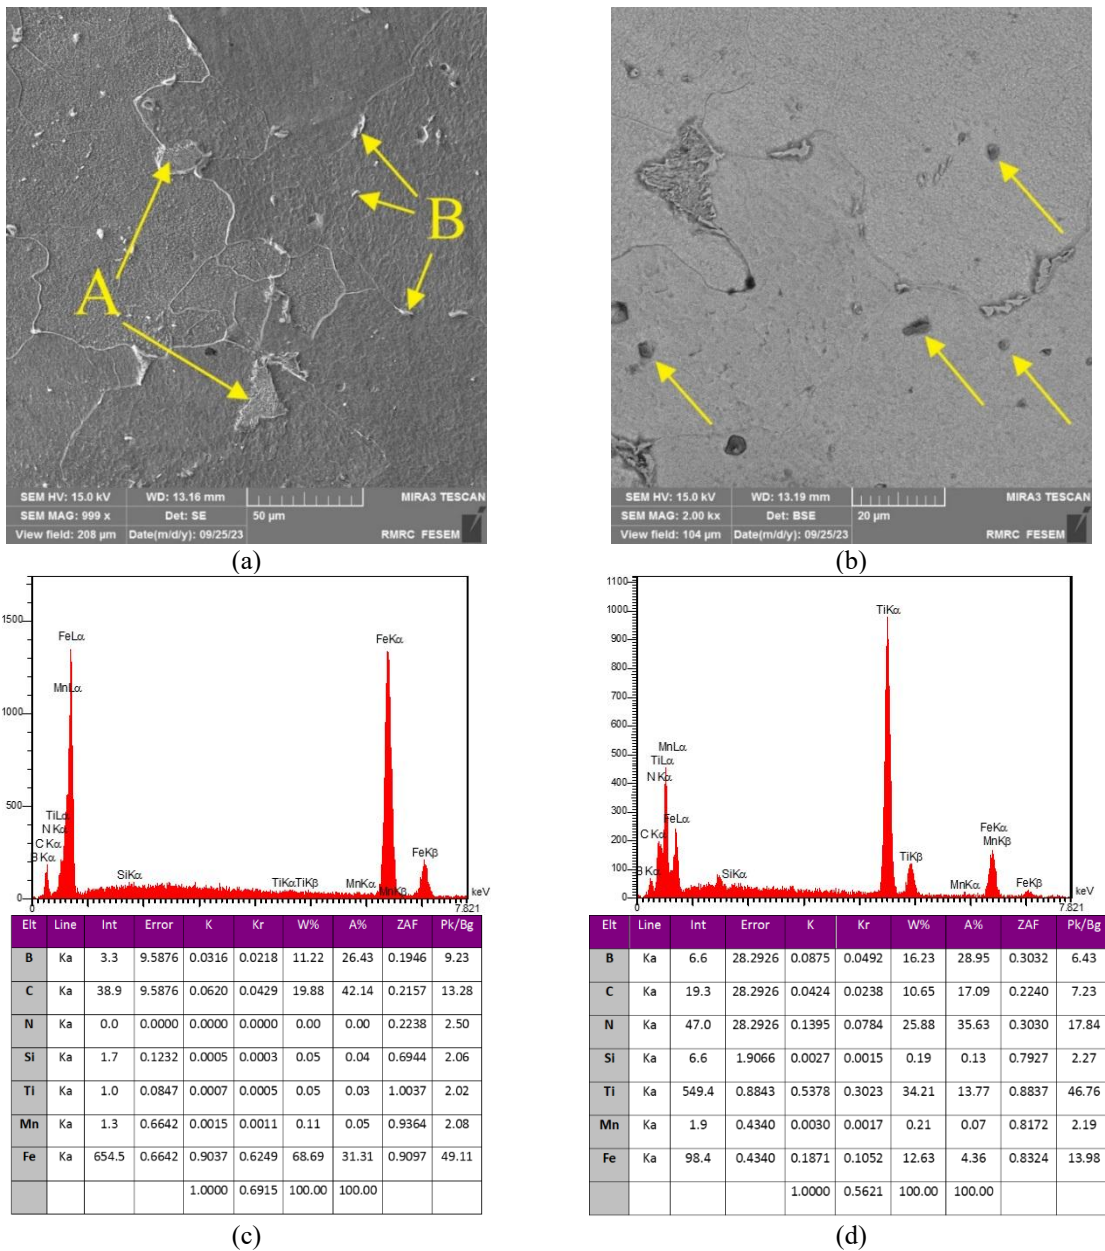 A
B
SEM HV: 15.0 kV WD: 13.16 mm MIRA3 TESCAN
SEM MAG: 999 x Det: SE 50 µm
View field: 208 µm Date(m/d/y): 09/25/23 RMRC FESEM
(a)
SEM HV: 15.0 kV WD: 13.19 mm MIRA3 TESCAN
SEM MAG: 2.00 kx Det: BSE 20 µm
View field: 104 µm Date(m/d/y): 09/25/23 RMRC FESEM
(b)
1500
1000
500
0
FeLα
MnLα
TiLα
N Kα
C Kα
B Kα
SiKα
TiKα TiKβ
MnKα
MnKβ
FeKα
FeKβ
keV
0 7.821
Elt Line Int Error K Kr W% A% ZAF Pk/Bg
B Ka 3.3 9.5876 0.0316 0.0218 11.22 26.43 0.1946 9.23
C Ka 38.9 9.5876 0.0620 0.0429 19.88 42.14 0.2157 13.28
N Ka 0.0 0.0000 0.0000 0.0000 0.00 0.00 0.2238 2.50
Si Ka 1.7 0.1232 0.0005 0.0003 0.05 0.04 0.6944 2.06
Ti Ka 1.0 0.0847 0.0007 0.0005 0.05 0.03 1.0037 2.02
Mn Ka 1.3 0.6642 0.0015 0.0011 0.11 0.05 0.9364 2.08
Fe Ka 654.5 0.6642 0.9037 0.6249 68.69 31.31 0.9097 49.11
1.0000 0.6915 100.00 100.00
(c)
1100
1000
900
800
700
600
500
400
300
200
100
0
TiKα
MnLα
TiLα
N Kα
FeLα
C Kα
B Kα
SiKα
TiKβ
FeKα
MnKβ
MnKα
FeKβ
keV
0 7.821
Elt Line Int Error K Kr W% A% ZAF Pk/Bg
B Ka 6.6 28.2926 0.0875 0.0492 16.23 28.95 0.3032 6.43
C Ka 19.3 28.2926 0.0424 0.0238 10.65 17.09 0.2240 7.23
N Ka 47.0 28.2926 0.1395 0.0784 25.88 35.63 0.3030 17.84
Si Ka 6.6 1.9066 0.0027 0.0015 0.19 0.13 0.7927 2.27
Ti Ka 549.4 0.8843 0.5378 0.3023 34.21 13.77 0.8837 46.76
Mn Ka 1.9 0.4340 0.0030 0.0017 0.21 0.07 0.8172 2.19
Fe Ka 98.4 0.4340 0.1871 0.1052 12.63 4.36 0.8324 13.98
1.0000 0.5621 100.00 100.00
(d)